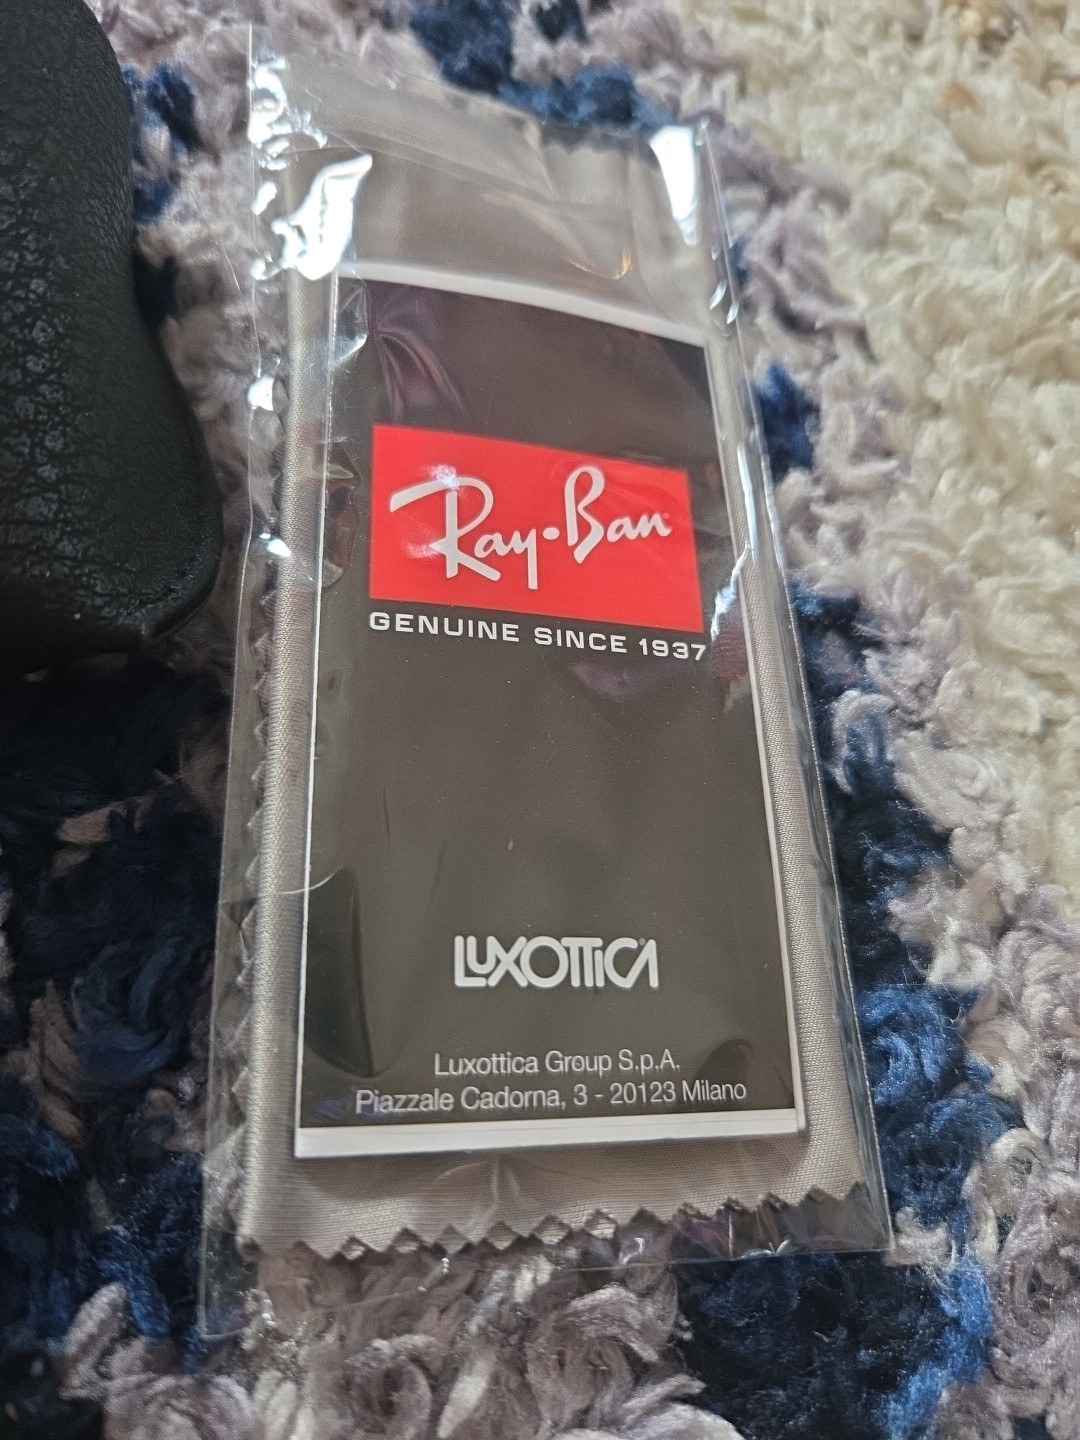 Ray-Ban
GENUINE SINCE 1937
LUXOTTICA
Luxottica Group S.p.A.
Piazzale Cadorna, 3 - 20123 Milano